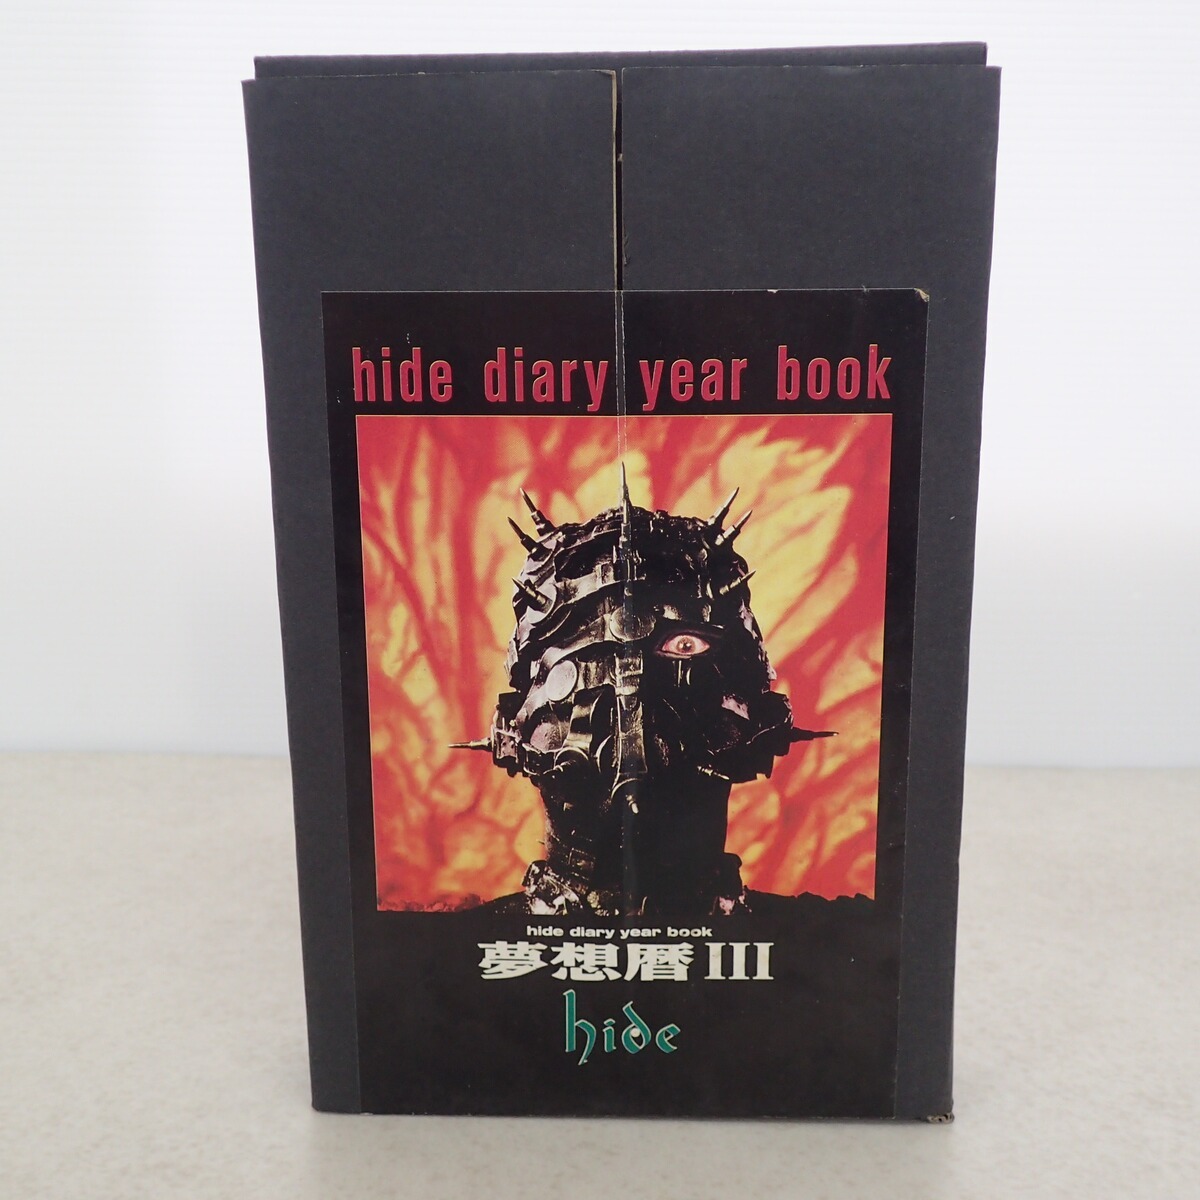 hide diary year book
hide diary year book
夢想暦III
hide